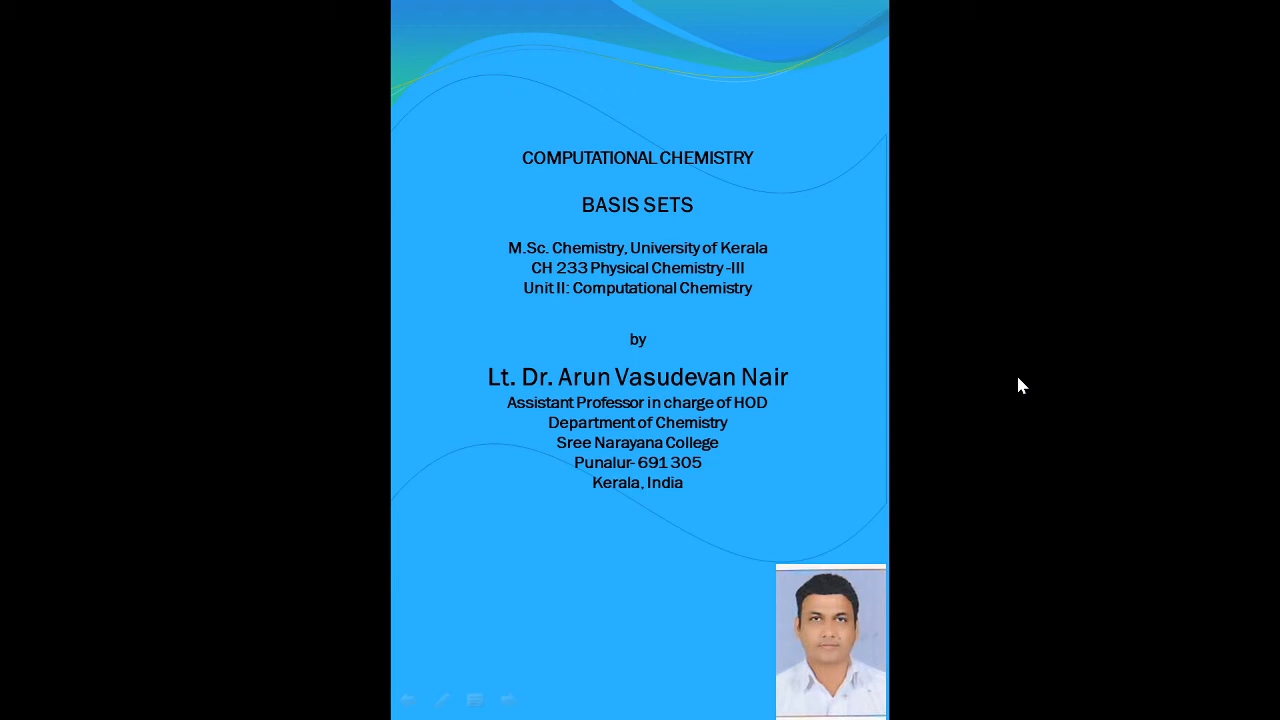 COMPUTATIONAL CHEMISTRY
BASIS SETS
M.Sc. Chemistry, University of Kerala
CH 233 Physical Chemistry -III
Unit II: Computational Chemistry
by
Lt. Dr. Arun Vasudevan Nair
Assistant Professor in charge of HOD
Department of Chemistry
Sree Narayana College
Punalur- 691 305
Kerala, India